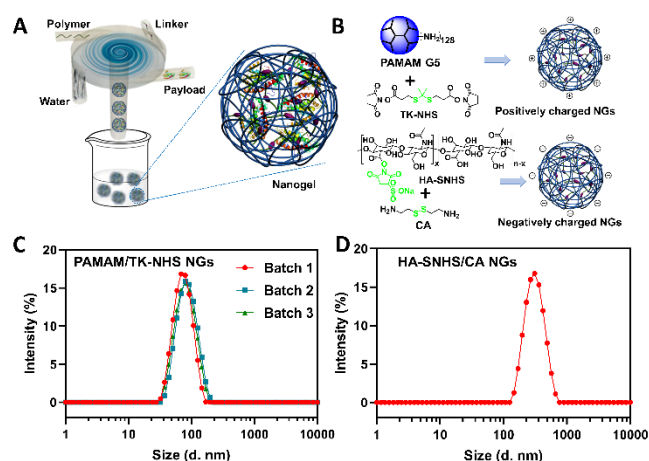 A
Polymer
Linker
Water
Payload
Nanogel
B
NH2
128
PAMAM G5
+
TK-NHS
Positively charged NGs
HA-SNHS
n-x
x
ONa
+
H2N
NH2
CA
Negatively charged NGs
C
PAMAM/TK-NHS NGs
Batch 1
Batch 2
Batch 3
Intensity (%)
20
15
10
5
0
1 10 100 1000 10000
Size (d. nm)
D
HA-SNHS/CA NGs
Intensity (%)
20
15
10
5
0
1 10 100 1000 10000
Size (d. nm)